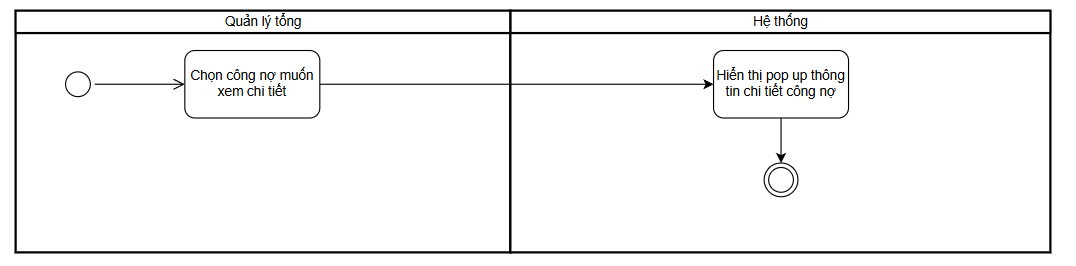 Quản lý tổng
Hệ thống
Chọn công nợ muốn
xem chi tiết
Hiển thị pop up thông
tin chi tiết công nợ